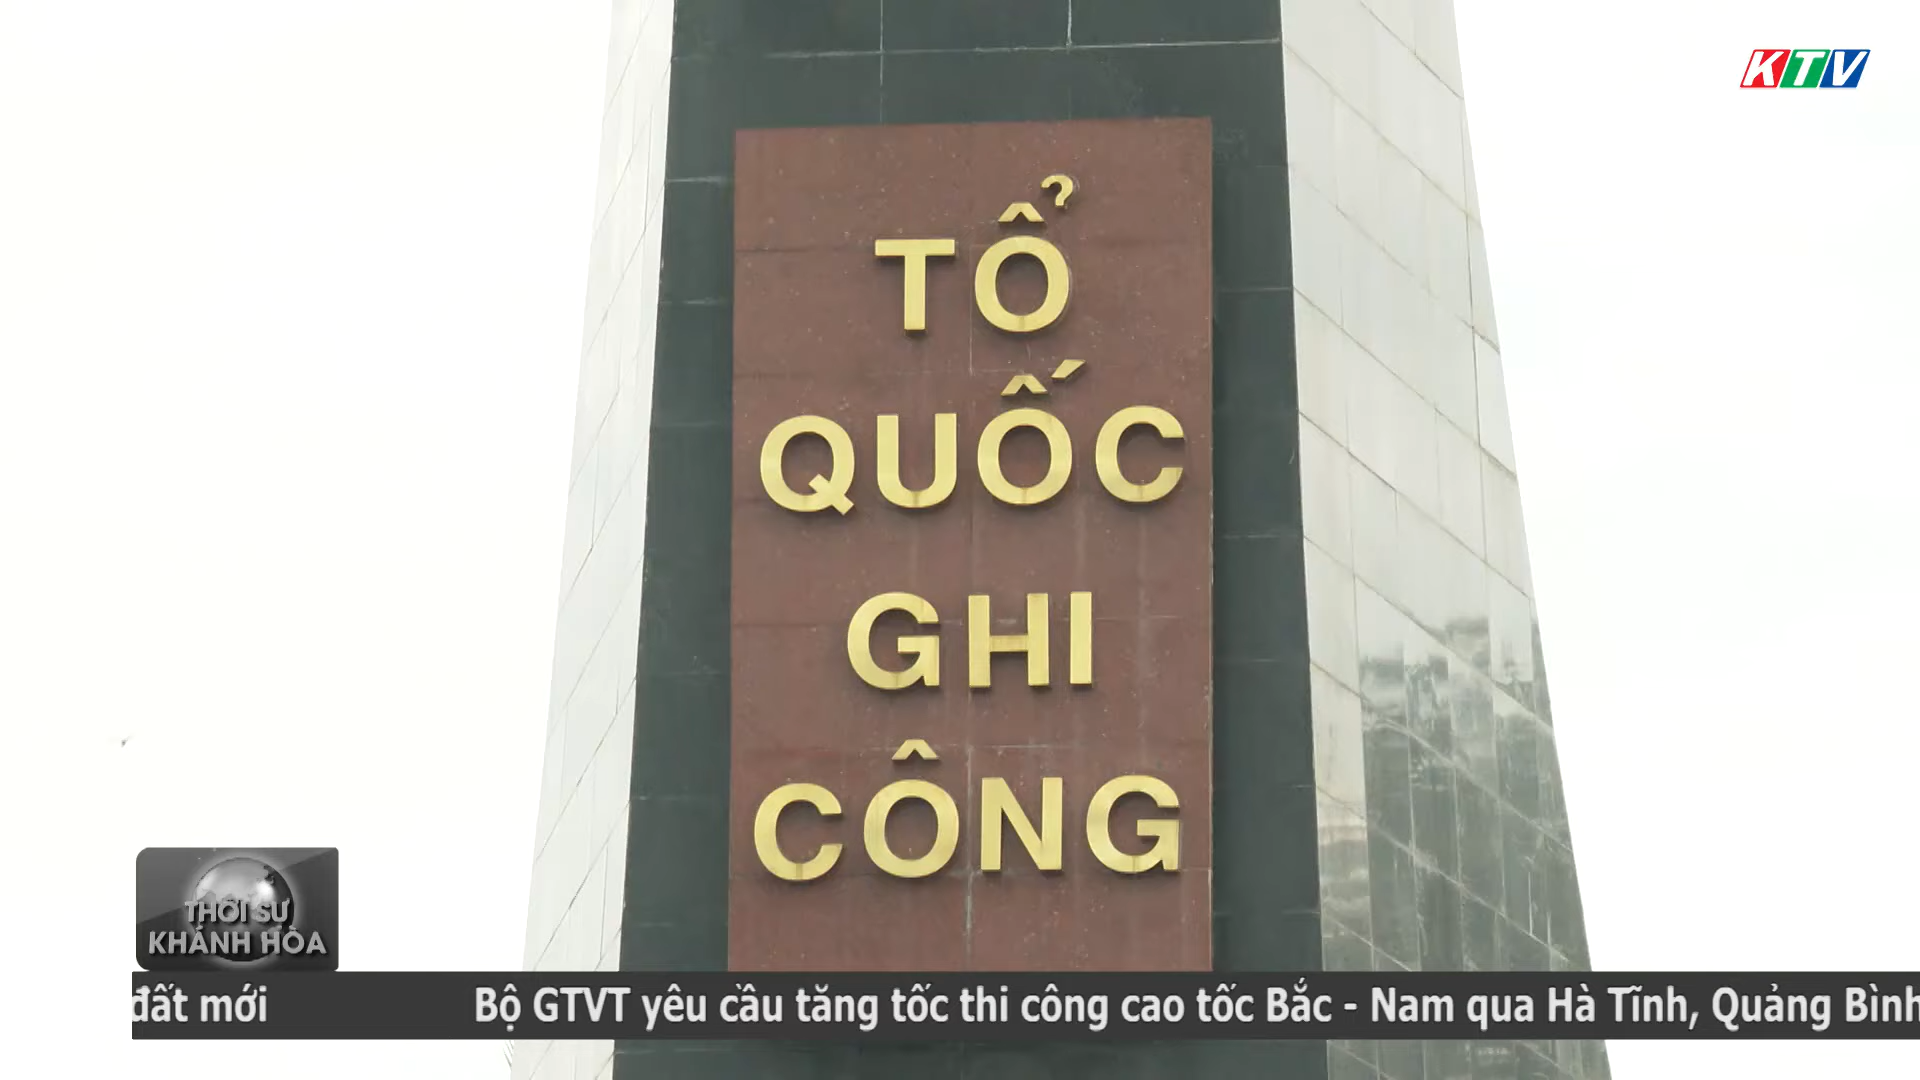 KTV
TỔ
QUỐC
GHI
CÔNG
THỜI SỰ
KHÁNH HÒA
đất mới Bộ GTVT yêu cầu tăng tốc thi công cao tốc Bắc - Nam qua Hà Tĩnh, Quảng Bình